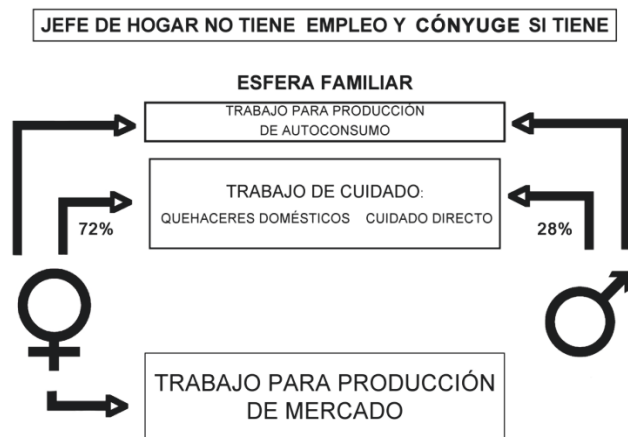 JEFE DE HOGAR NO TIENE EMPLEO Y CÓNYUGE SI TIENE
ESFERA FAMILIAR
TRABAJO PARA PRODUCCIÓN
DE AUTOCONSUMO
TRABAJO DE CUIDADO:
QUEHACERES DOMÉSTICOS CUIDADO DIRECTO
72%
28%
TRABAJO PARA PRODUCCIÓN
DE MERCADO